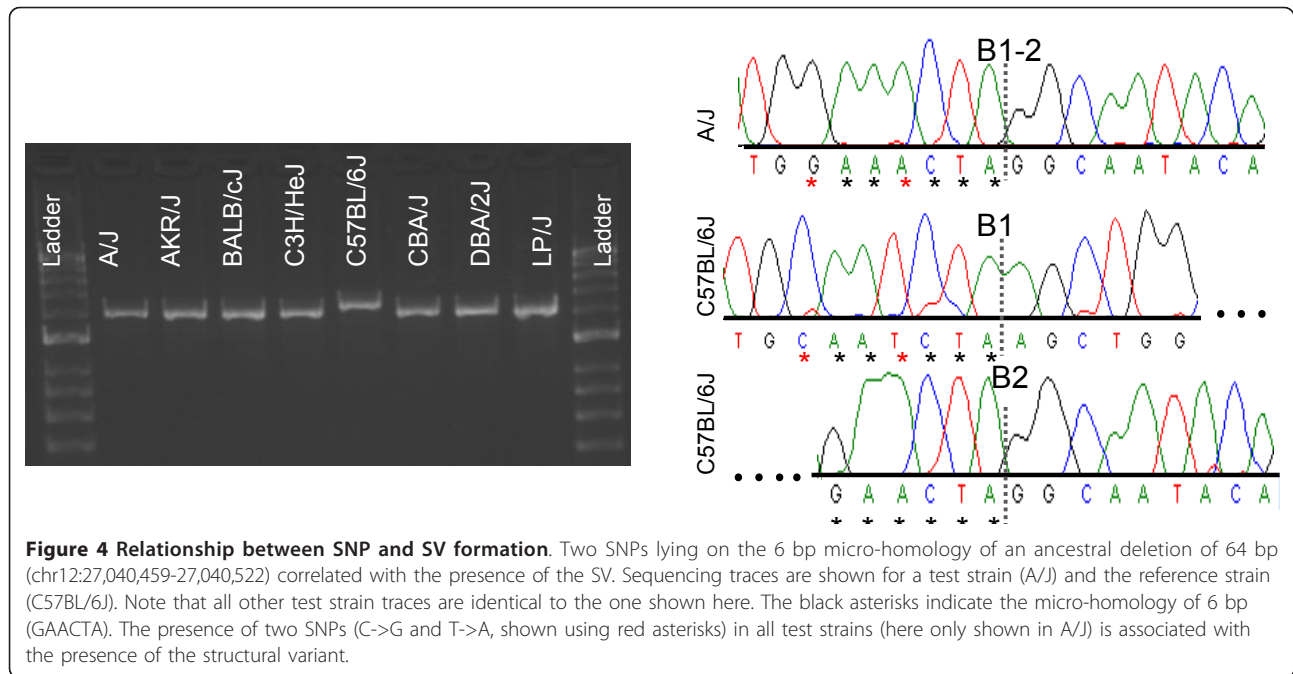 Ladder
A/J
AKR/J
BALB/cJ
C3H/HeJ
C57BL/6J
CBA/J
DBA/2J
LP/J
Ladder
B1-2
A/J
T G G A A A C T A G G C A A T A C A
* * * * * * *
B1
C57BL/6J
T G C A A T C T A A G C T G G
* * * * * * *
B2
C57BL/6J
G A A C T A G G C A A T A C A
* * * * * *
Figure 4 Relationship between SNP and SV formation. Two SNPs lying on the 6 bp micro-homology of an ancestral deletion of 64 bp
(chr12:27,040,459-27,040,522) correlated with the presence of the SV. Sequencing traces are shown for a test strain (A/J) and the reference strain
(C57BL/6J). Note that all other test strain traces are identical to the one shown here. The black asterisks indicate the micro-homology of 6 bp
(GAACTA). The presence of two SNPs (C->G and T->A, shown using red asterisks) in all test strains (here only shown in A/J) is associated with
the presence of the structural variant.